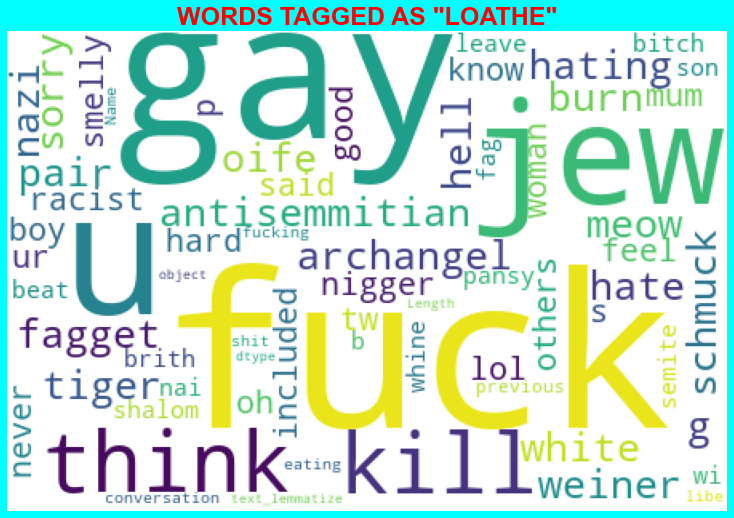 WORDS TAGGED AS "LOATHE"
gay
leave
bitch
know
hating
son
nazi
sorry
smelly
Name
p
good
hell
burn
mum
fag
woman
jew
pair
oife
said
racist
antisemmitian
meow
boy
u
hard
fucking
archangel
feel
ur
object
nigger
pansy
others
hate
schmuck
beat
included
Length
s
fagget
fuck
tw
b
whine
lol
semite
brith
shit
dtype
previous
tiger
nai
never
shalom
oh
think
kill
white
g
eating
weiner
wi
conversation
text_lemmatize
libe